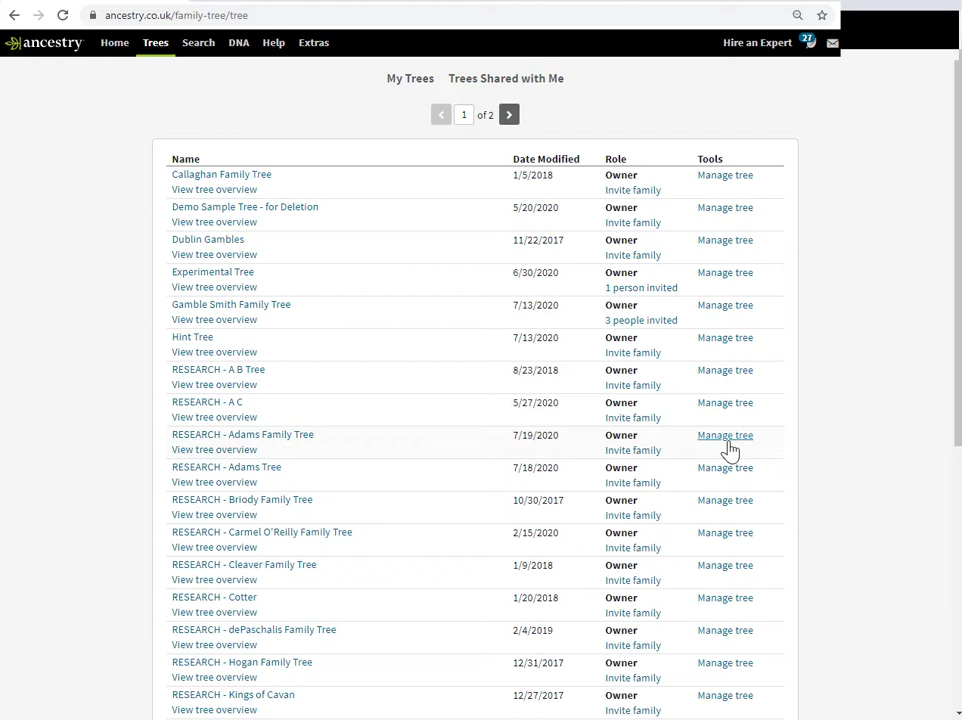 ancestry.co.uk/family-tree/tree
ancestry Home Trees Search DNA Help Extras Hire an Expert 27
My Trees Trees Shared with Me
1 of 2
Name Date Modified Role Tools
Callaghan Family Tree 1/5/2018 Owner Manage tree
View tree overview Invite family
Demo Sample Tree - for Deletion 5/20/2020 Owner Manage tree
View tree overview Invite family
Dublin Gambles 11/22/2017 Owner Manage tree
View tree overview Invite family
Experimental Tree 6/30/2020 Owner Manage tree
View tree overview 1 person invited
Gamble Smith Family Tree 7/13/2020 Owner Manage tree
View tree overview 3 people invited
Hint Tree 7/13/2020 Owner Manage tree
View tree overview Invite family
RESEARCH - A B Tree 8/23/2018 Owner Manage tree
View tree overview Invite family
RESEARCH - A C 5/27/2020 Owner Manage tree
View tree overview Invite family
RESEARCH - Adams Family Tree 7/19/2020 Owner Manage tree
View tree overview Invite family
RESEARCH - Adams Tree 7/18/2020 Owner Manage tree
View tree overview Invite family
RESEARCH - Briody Family Tree 10/30/2017 Owner Manage tree
View tree overview Invite family
RESEARCH - Carmel O'Reilly Family Tree 2/15/2020 Owner Manage tree
View tree overview Invite family
RESEARCH - Cleaver Family Tree 1/9/2018 Owner Manage tree
View tree overview Invite family
RESEARCH - Cotter 1/20/2018 Owner Manage tree
View tree overview Invite family
RESEARCH - dePaschalis Family Tree 2/4/2019 Owner Manage tree
View tree overview Invite family
RESEARCH - Hogan Family Tree 12/31/2017 Owner Manage tree
View tree overview Invite family
RESEARCH - Kings of Cavan 12/27/2017 Owner Manage tree
View tree overview Invite family